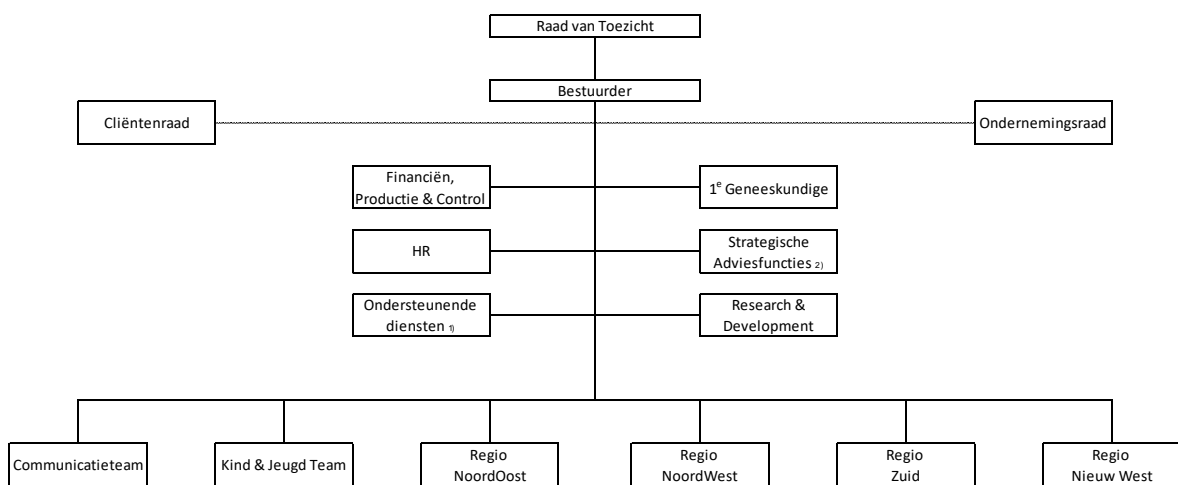 Raad van Toezicht
Bestuurder
Cliëntenraad
Ondernemingsraad
Financiën,
Productie & Control
1e Geneeskundige
HR
Strategische
Adviesfuncties 2)
Ondersteunende
diensten 1)
Research &
Development
Communicatieteam
Kind & Jeugd Team
Regio
NoordOost
Regio
NoordWest
Regio
Zuid
Regio
Nieuw West